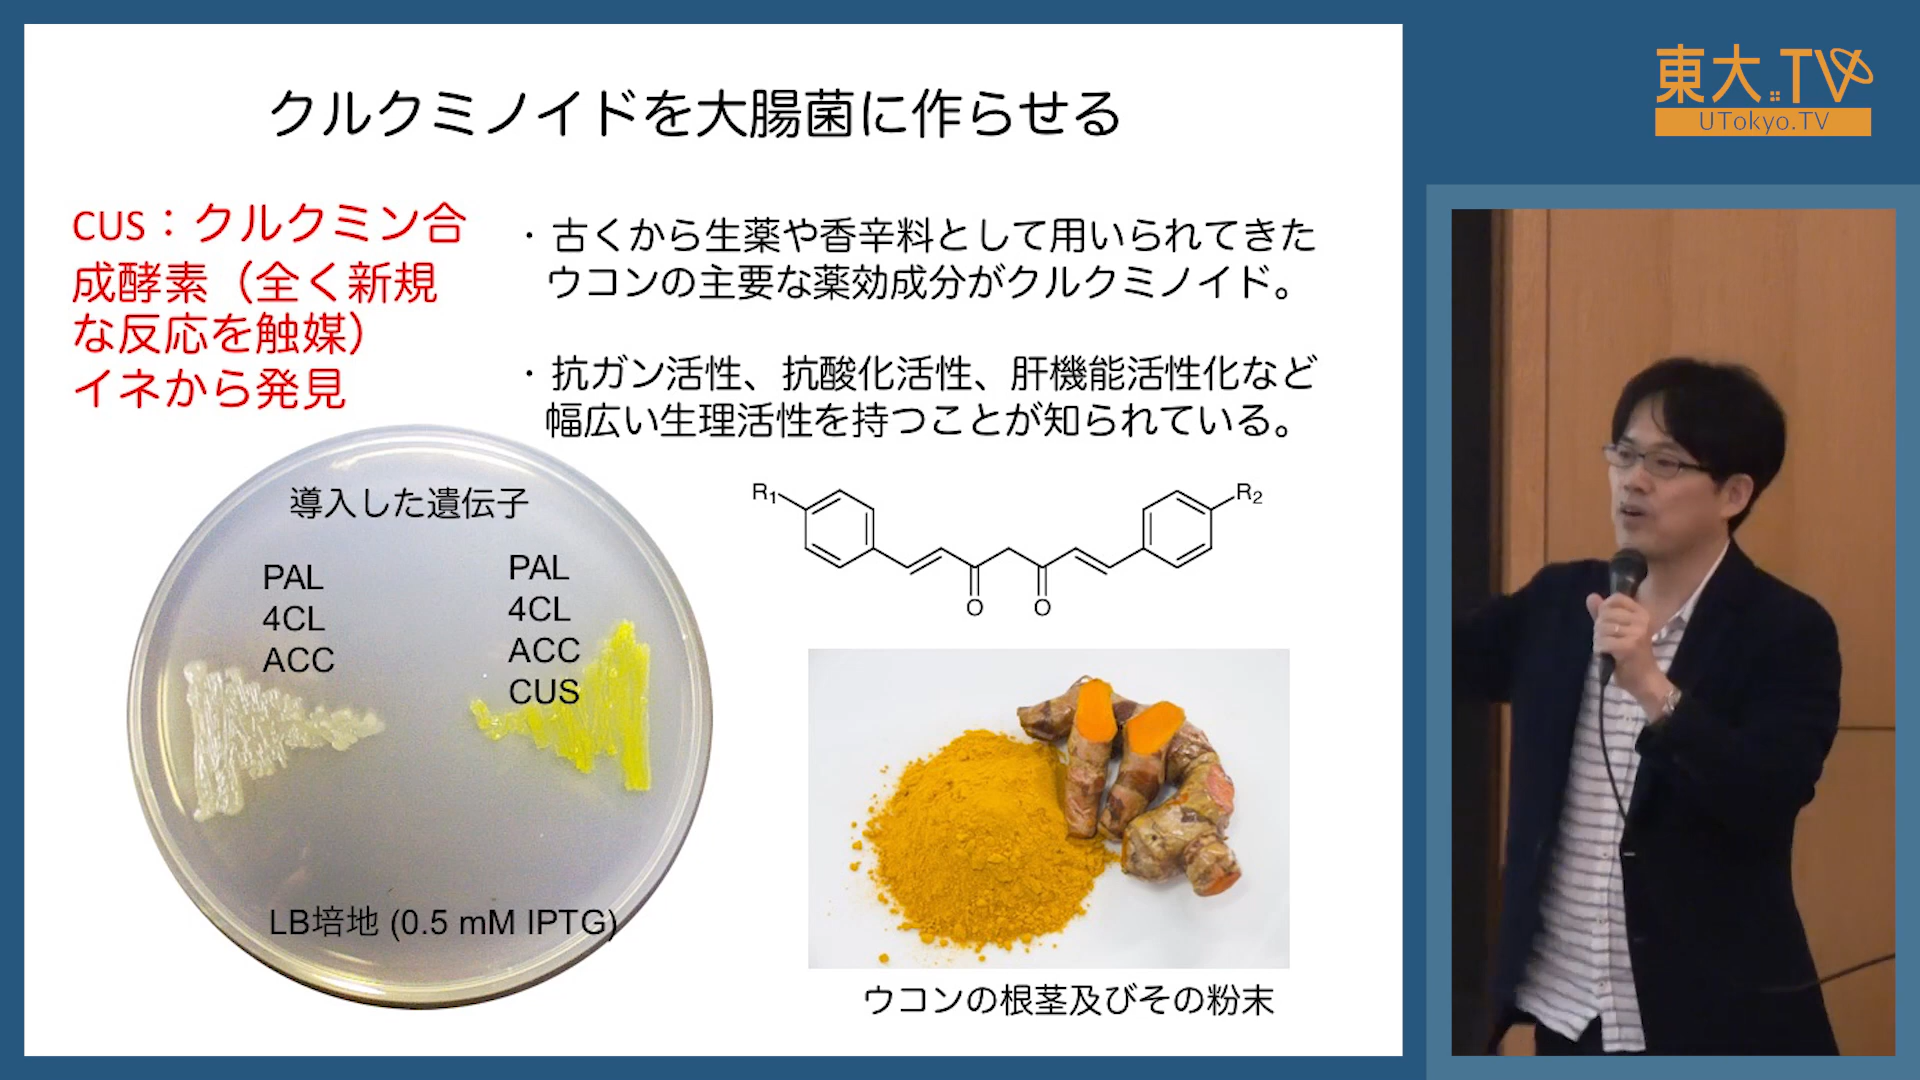 クルクミノイドを大腸菌に作らせる
CUS：クルクミン合
成酵素（全く新規
な反応を触媒）
イネから発見
・古くから生薬や香辛料として用いられてきた
ウコンの主要な薬効成分がクルクミノイド。
・抗ガン活性、抗酸化活性、肝機能活性化など
幅広い生理活性を持つことが知られている。
導入した遺伝子
PAL
4CL
ACC
PAL
4CL
ACC
CUS
LB培地 (0.5 mM IPTG)
R1
R2
O
O
ウコンの根茎及びその粉末
東大TV
UTokyo.TV